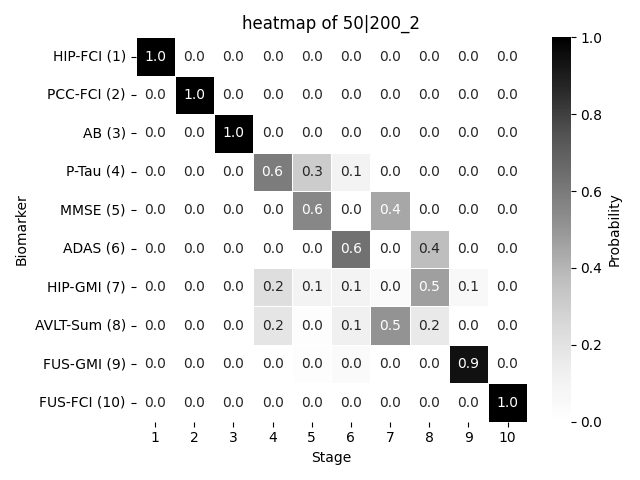 heatmap of 50|200_2
HIP-FCI (1) 1.0 0.0 0.0 0.0 0.0 0.0 0.0 0.0 0.0 0.0
PCC-FCI (2) 0.0 1.0 0.0 0.0 0.0 0.0 0.0 0.0 0.0 0.0
AB (3) 0.0 0.0 1.0 0.0 0.0 0.0 0.0 0.0 0.0 0.0
P-Tau (4) 0.0 0.0 0.0 0.6 0.3 0.1 0.0 0.0 0.0 0.0
MMSE (5) 0.0 0.0 0.0 0.0 0.6 0.0 0.4 0.0 0.0 0.0
ADAS (6) 0.0 0.0 0.0 0.0 0.0 0.6 0.0 0.4 0.0 0.0
HIP-GMI (7) 0.0 0.0 0.0 0.2 0.1 0.1 0.0 0.5 0.1 0.0
AVLT-Sum (8) 0.0 0.0 0.0 0.2 0.0 0.1 0.5 0.2 0.0 0.0
FUS-GMI (9) 0.0 0.0 0.0 0.0 0.0 0.0 0.0 0.0 0.9 0.0
FUS-FCI (10) 0.0 0.0 0.0 0.0 0.0 0.0 0.0 0.0 0.0 1.0
1 2 3 4 5 6 7 8 9 10
Stage
Biomarker
1.0
0.8
0.6
0.4
0.2
0.0
Probability